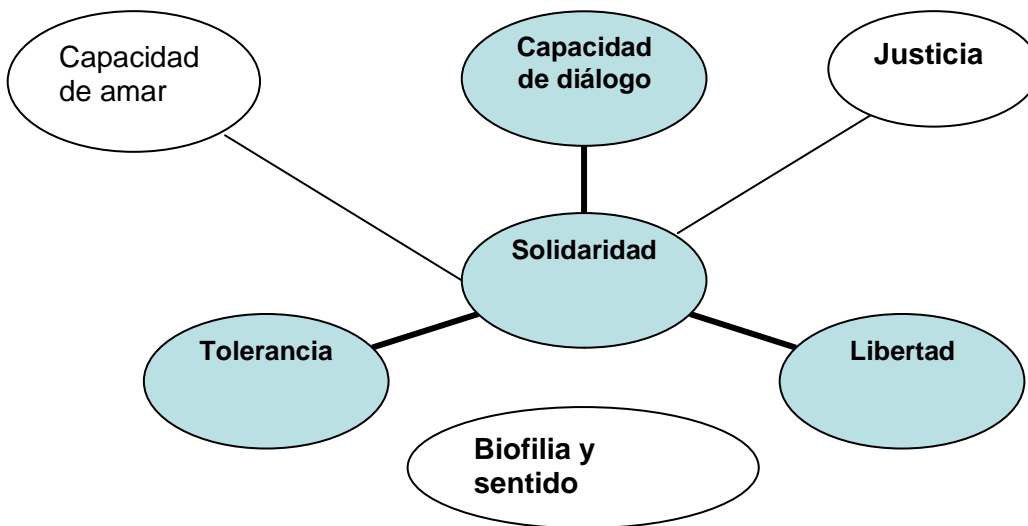 Capacidad
de amar
Capacidad
de diálogo
Justicia
Solidaridad
Tolerancia
Libertad
Biofilia y
sentido